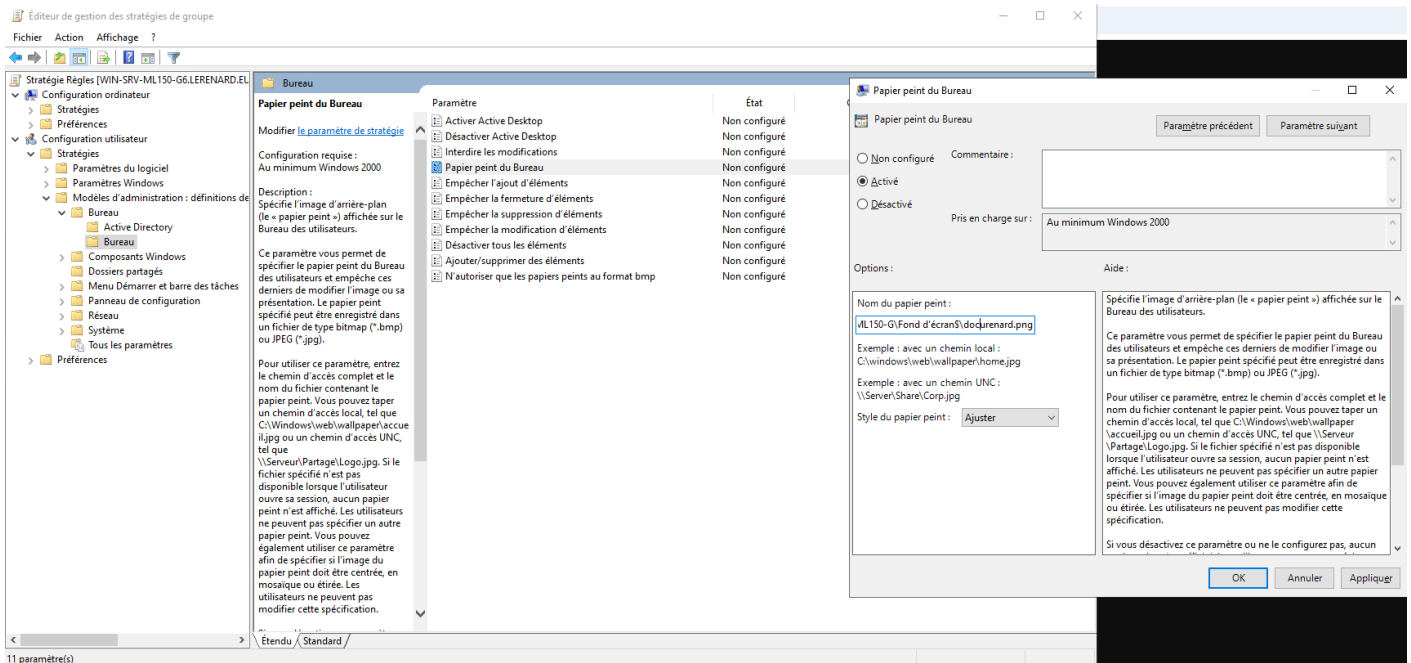 Éditeur de gestion des stratégies de groupe
Fichier Action Affichage ?
Stratégie Règles [WIN-SRV-ML150-G6.LERENARD.EU
Configuration ordinateur
Stratégies
Préférences
Configuration utilisateur
Stratégies
Paramètres du logiciel
Paramètres Windows
Modèles d'administration : définitions de
Bureau
Active Directory
Bureau
Composants Windows
Dossiers partagés
Menu Démarrer et barre des tâches
Panneau de configuration
Réseau
Système
Tous les paramètres
Préférences
Bureau
Papier peint du Bureau
Modifier le paramètre de stratégie
Configuration requise :
Au minimum Windows 2000
Description :
Spécifie l'image d'arrière-plan
(le « papier peint ») affichée sur le
Bureau des utilisateurs.
Ce paramètre vous permet de
spécifier le papier peint du Bureau
des utilisateurs et empêche ces
derniers de modifier l'image ou sa
présentation. Le papier peint
spécifié peut être enregistré dans
un fichier de type bitmap (*.bmp)
ou JPEG (*.jpg).
Pour utiliser ce paramètre, entrez
le chemin d'accès complet et le
nom du fichier contenant le
papier peint. Vous pouvez taper
un chemin d'accès local, tel que
C:\Windows\web\wallpaper\accue
il.jpg ou un chemin d'accès UNC,
tel que
\\Serveur\Partage\Logo.jpg. Si le
fichier spécifié n'est pas
disponible lorsque l'utilisateur
ouvre sa session, aucun papier
peint n'est affiché. Les utilisateurs
ne peuvent pas spécifier un autre
papier peint. Vous pouvez
également utiliser ce paramètre
afin de spécifier si l'image du
papier peint doit être centrée, en
mosaïque ou étirée. Les
utilisateurs ne peuvent pas
modifier cette spécification.
Paramètre État
Activer Active Desktop Non configuré
Désactiver Active Desktop Non configuré
Interdire les modifications Non configuré
Papier peint du Bureau Non configuré
Empêcher l'ajout d'éléments Non configuré
Empêcher la fermeture d'éléments Non configuré
Empêcher la suppression d'éléments Non configuré
Empêcher la modification d'éléments Non configuré
Désactiver tous les éléments Non configuré
Ajouter/supprimer des éléments Non configuré
N'autoriser que les papiers peints au format bmp Non configuré
Étendu Standard
11 paramètre(s)
Papier peint du Bureau
Papier peint du Bureau
Paramètre précédent Paramètre suivant
Non configuré Commentaire :
Activé
Désactivé
Pris en charge sur : Au minimum Windows 2000
Options : Aide :
Nom du papier peint :
ML150-G\Fond d'écran$\docurenard.png
Exemple : avec un chemin local :
C:\windows\web\wallpaper\home.jpg
Exemple : avec un chemin UNC :
\\Server\Share\Corp.jpg
Style du papier peint : Ajuster
Spécifie l'image d'arrière-plan (le « papier peint ») affichée sur le
Bureau des utilisateurs.
Ce paramètre vous permet de spécifier le papier peint du Bureau
des utilisateurs et empêche ces derniers de modifier l'image ou
sa présentation. Le papier peint spécifié peut être enregistré dans
un fichier de type bitmap (*.bmp) ou JPEG (*.jpg).
Pour utiliser ce paramètre, entrez le chemin d'accès complet et le
nom du fichier contenant le papier peint. Vous pouvez taper un
chemin d'accès local, tel que C:\Windows\web\wallpaper
\accueil.jpg ou un chemin d'accès UNC, tel que \\Serveur
\Partage\Logo.jpg. Si le fichier spécifié n'est pas disponible
lorsque l'utilisateur ouvre sa session, aucun papier peint n'est
affiché. Les utilisateurs ne peuvent pas spécifier un autre papier
peint. Vous pouvez également utiliser ce paramètre afin de
spécifier si l'image du papier peint doit être centrée, en mosaïque
ou étirée. Les utilisateurs ne peuvent pas modifier cette
spécification.
Si vous désactivez ce paramètre ou ne le configurez pas, aucun
OK Annuler Appliquer